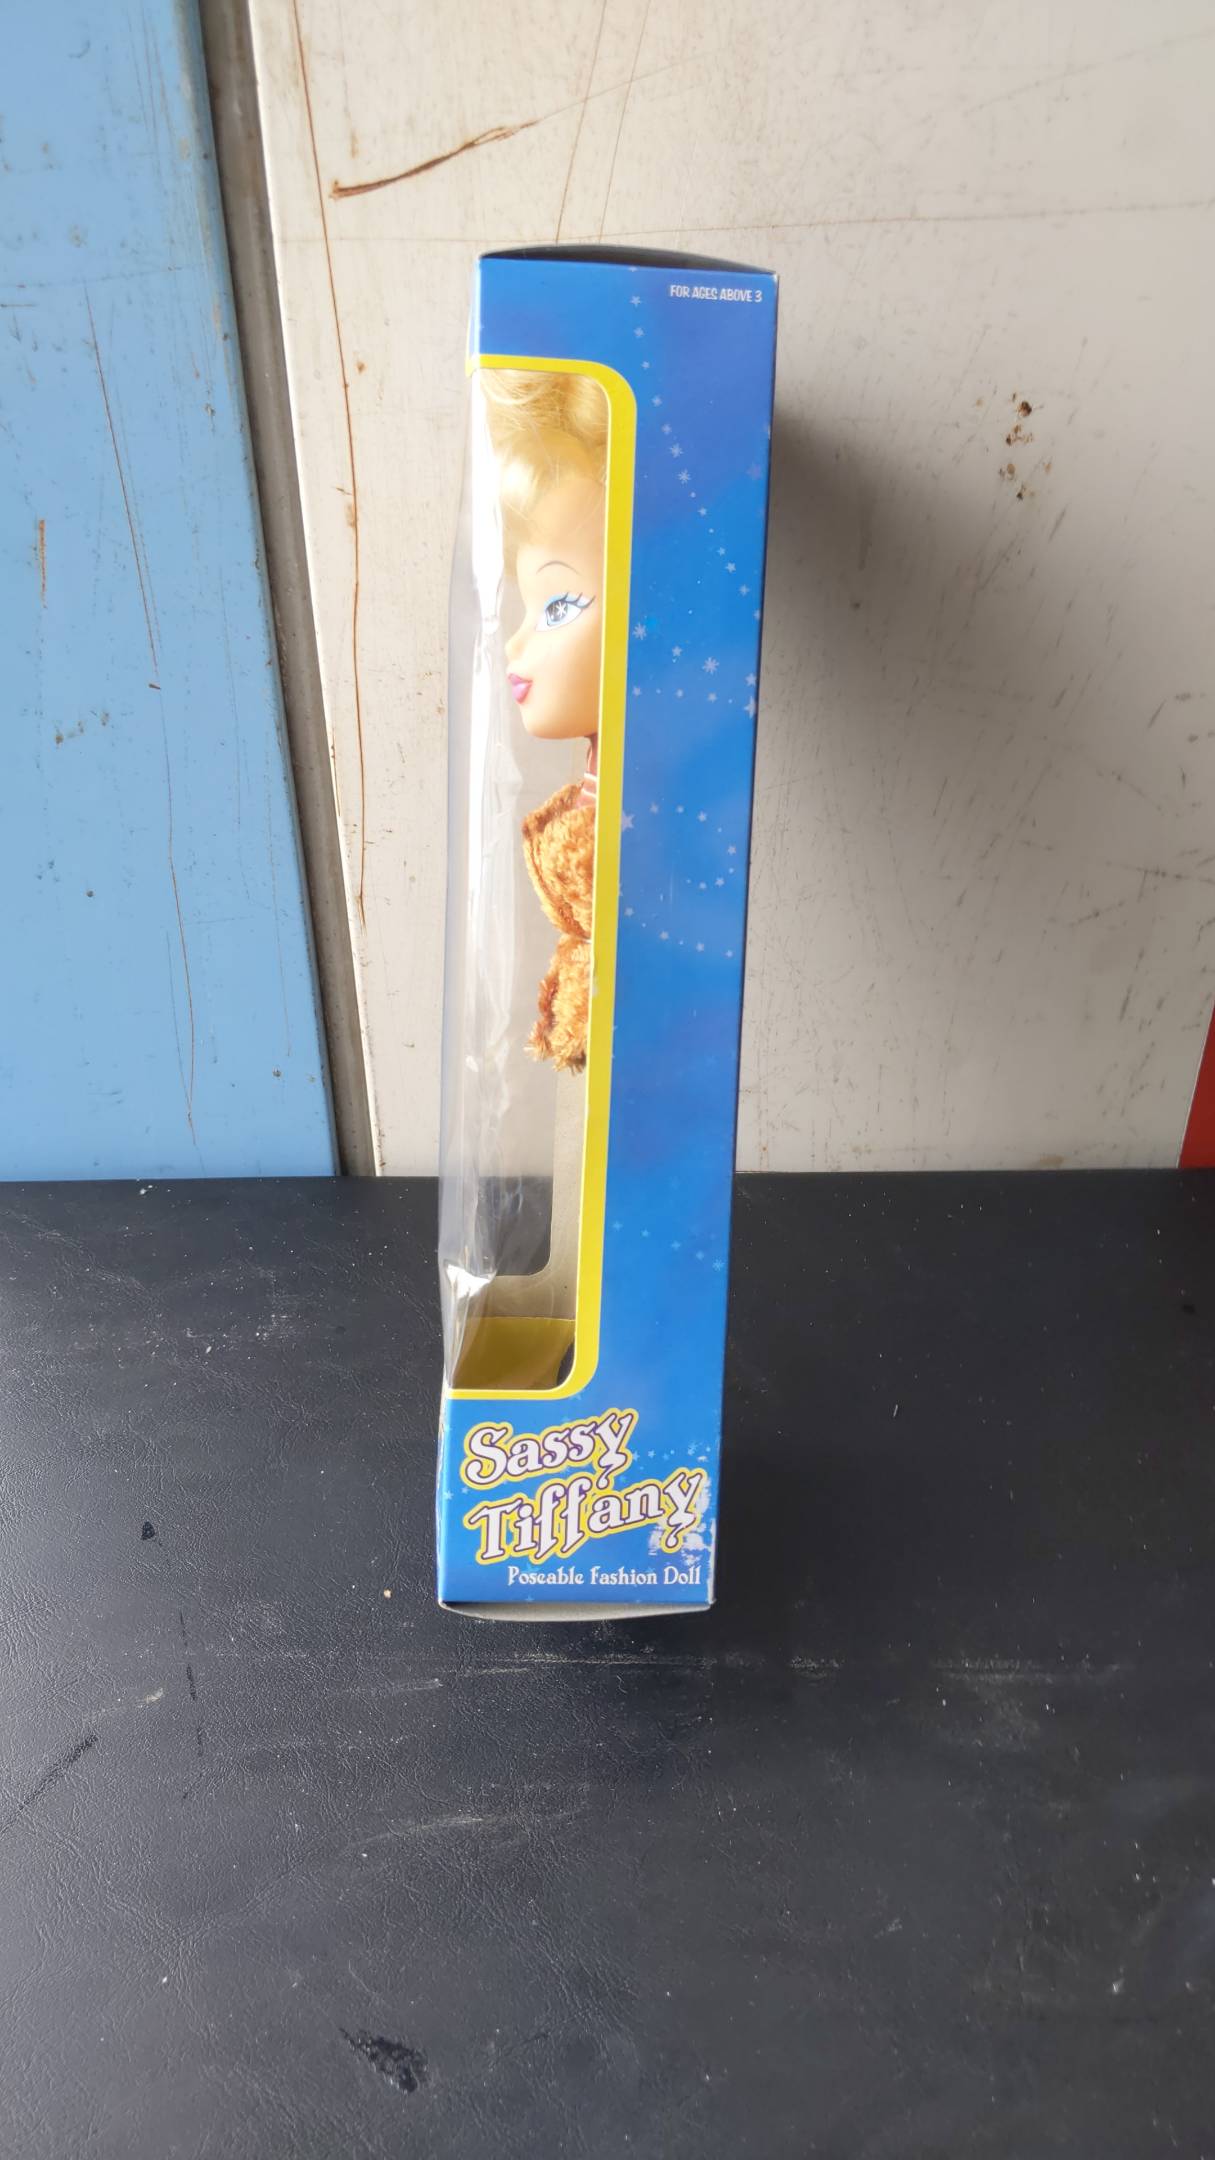 FOR AGES ABOVE 3
Sassy
Tiffany
Poseable Fashion Doll